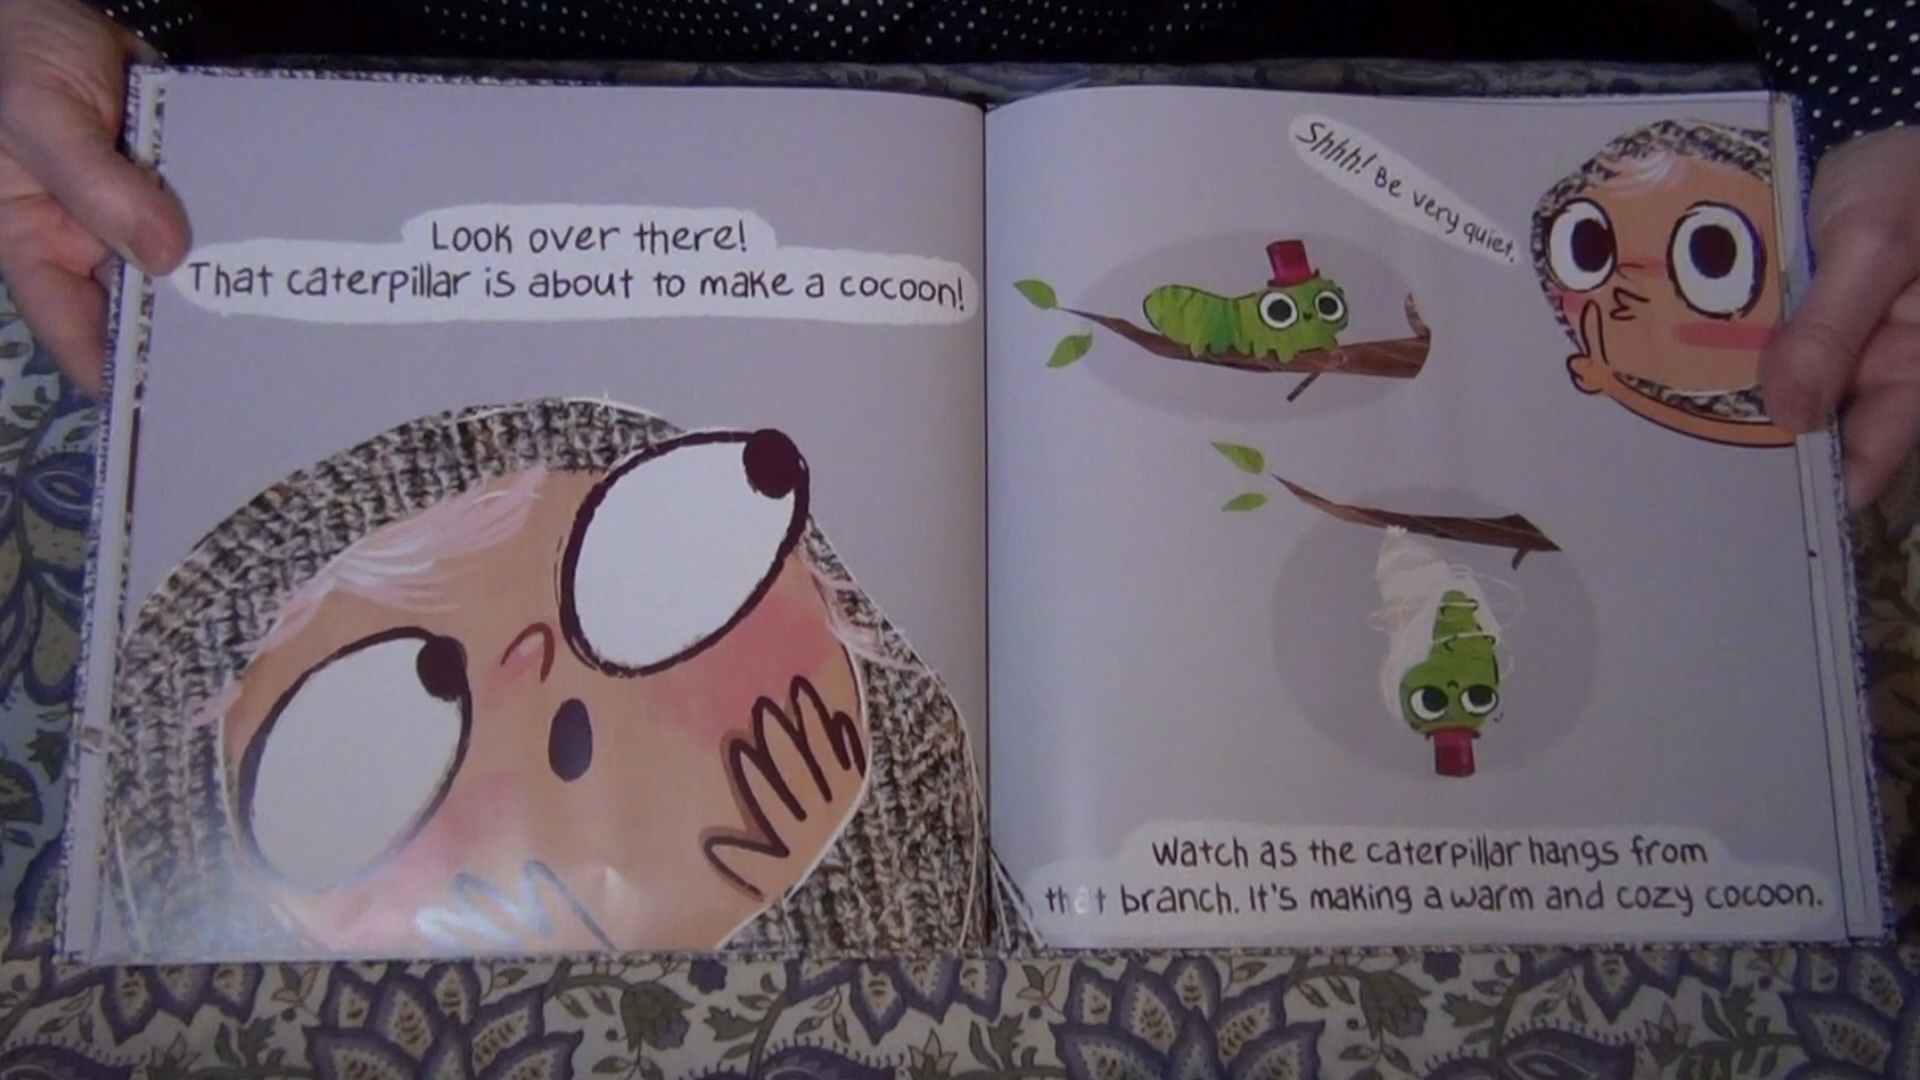 Look over there!
That caterpillar is about to make a cocoon!
Shhh! Be very quiet.
Watch as the caterpillar hangs from
that branch. It's making a warm and cozy cocoon.